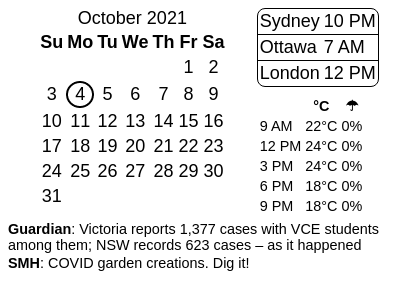 October 2021
Su Mo Tu We Th Fr Sa
1 2
3 4 5 6 7 8 9
10 11 12 13 14 15 16
17 18 19 20 21 22 23
24 25 26 27 28 29 30
31
Sydney 10 PM
Ottawa 7 AM
London 12 PM
°C ☂
9 AM 22°C 0%
12 PM 24°C 0%
3 PM 24°C 0%
6 PM 18°C 0%
9 PM 18°C 0%
Guardian: Victoria reports 1,377 cases with VCE students
among them; NSW records 623 cases – as it happened
SMH: COVID garden creations. Dig it!